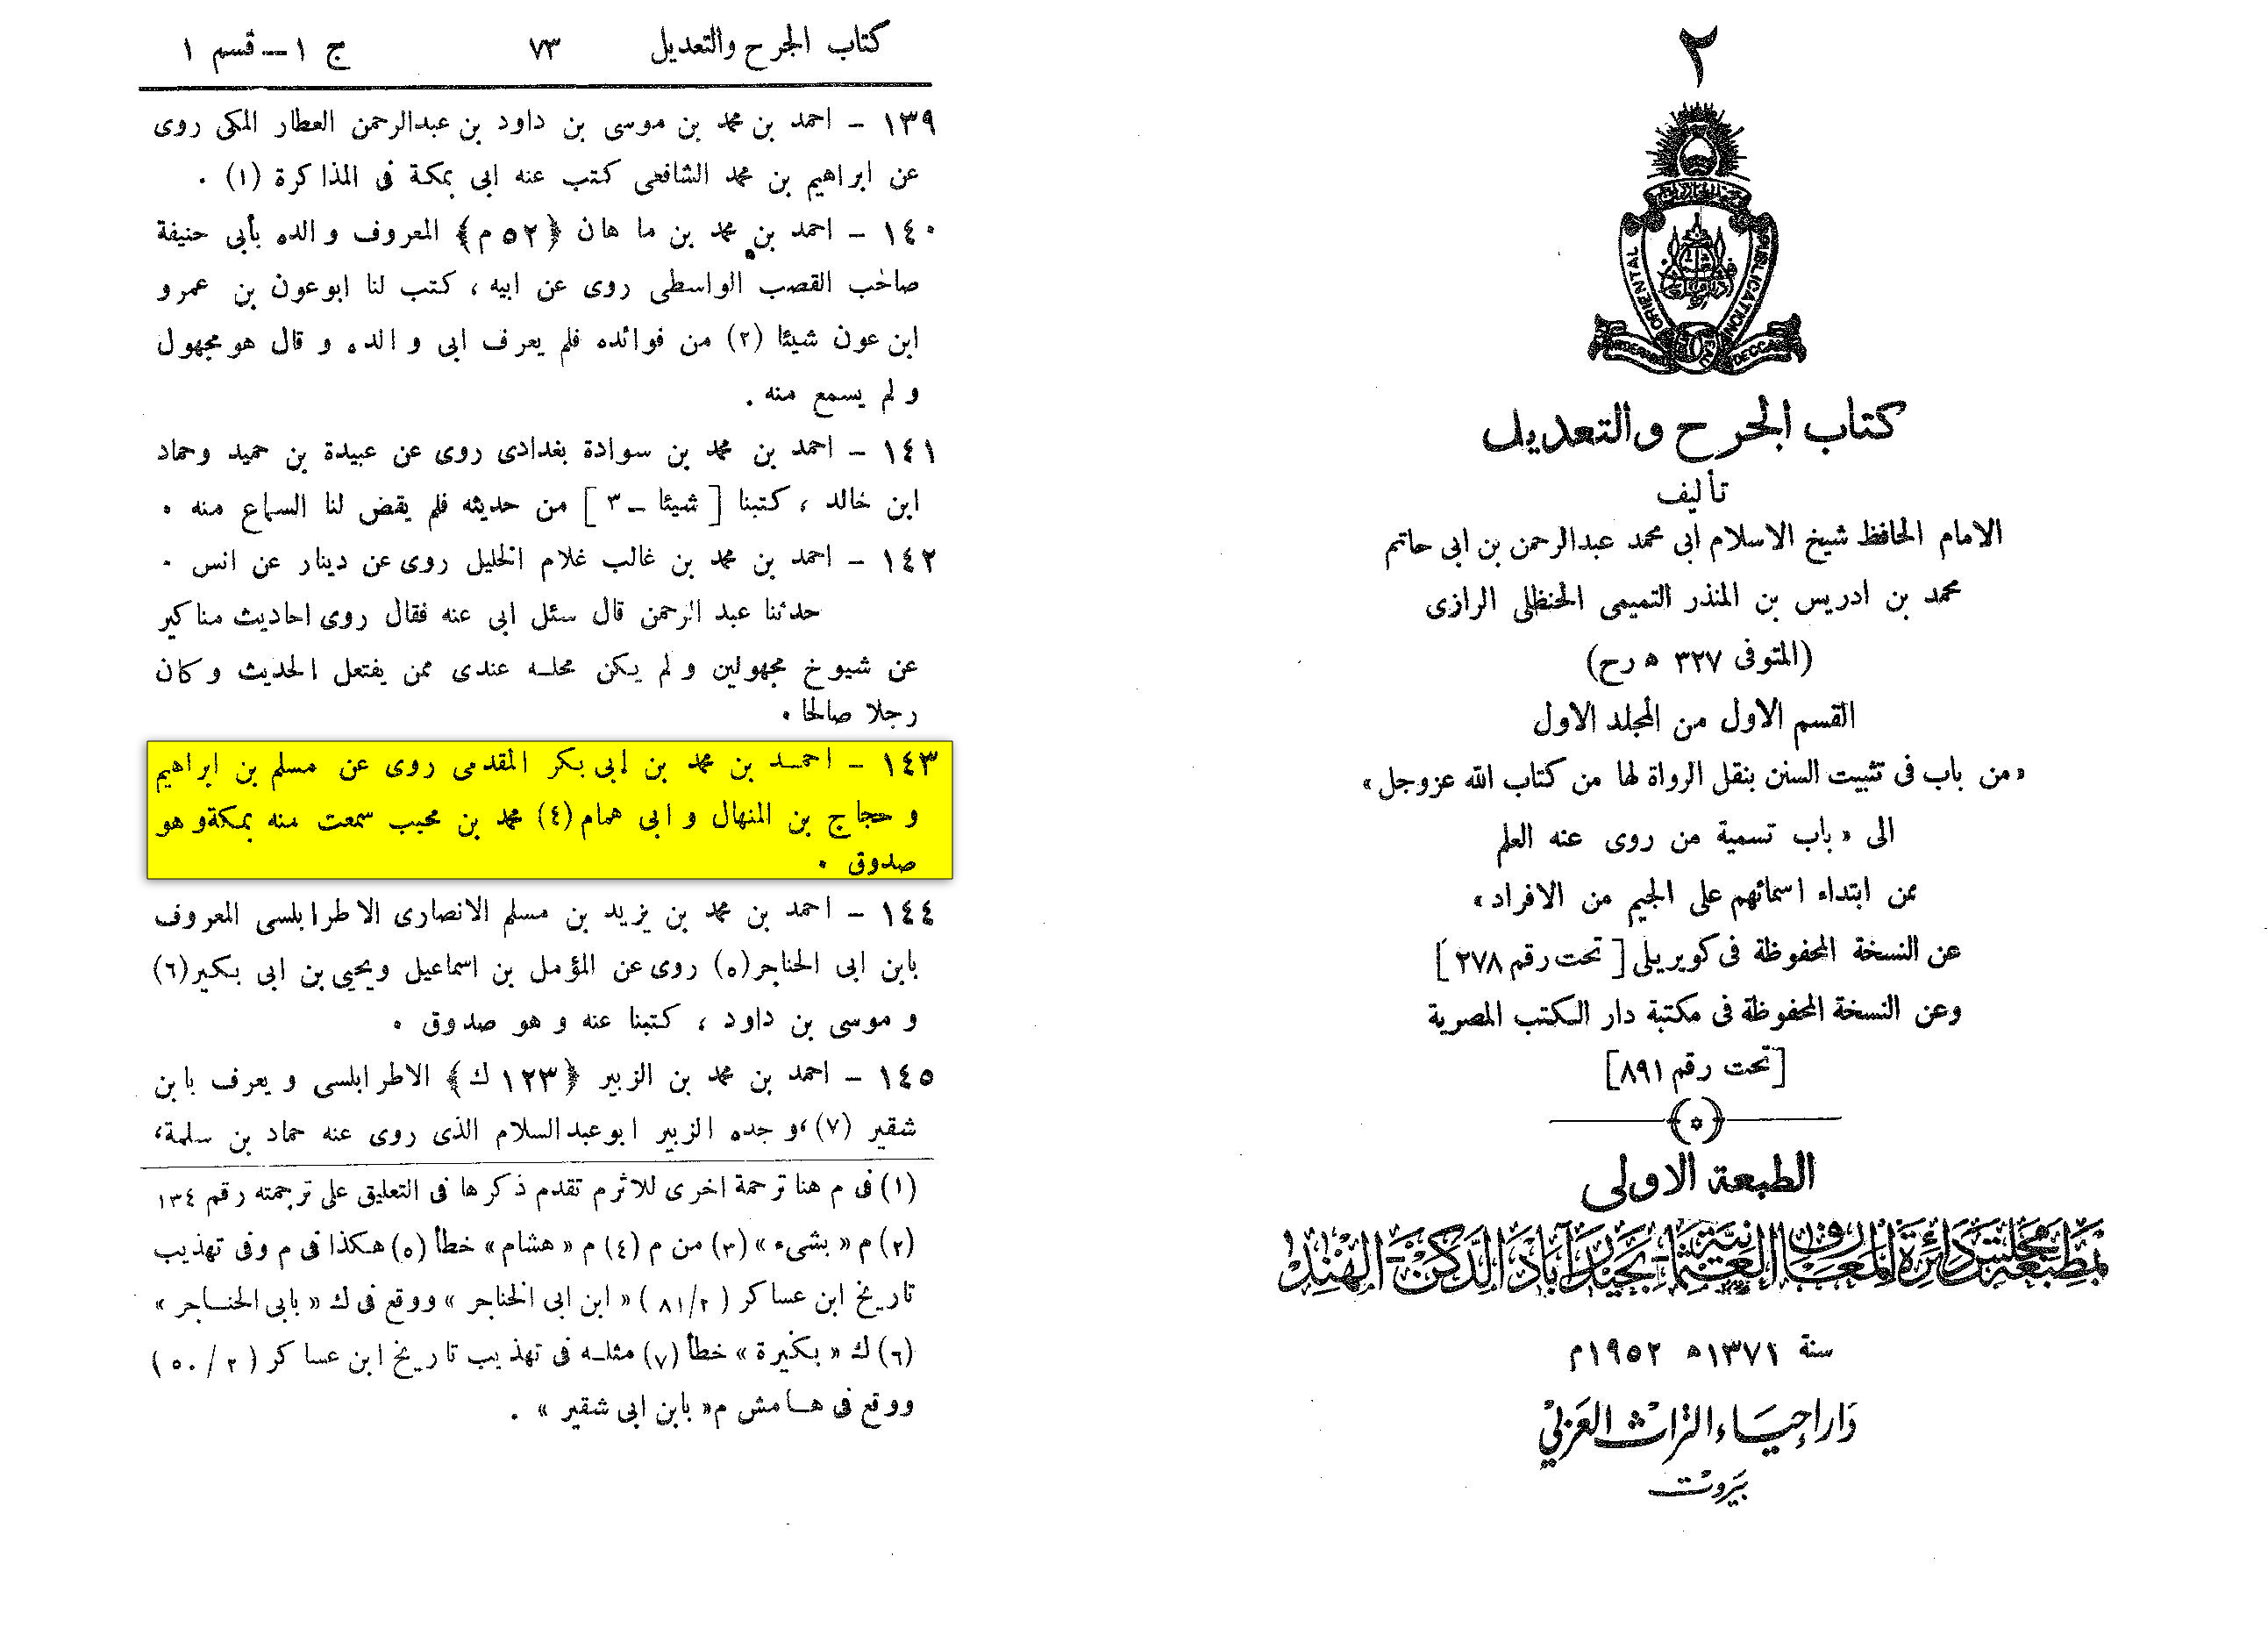 ٢
ORIENTAL PUBLICATION
DECCAN
كتاب الجرح والتعديل
تأليف
الامام الحافظ شيخ الاسلام ابى محمد عبدالرحمن بن ابى حاتم
محمد بن ادريس بن المنذر التميمى الحنظلى الرازى
(المتوفى ٣٢٧ ه رح)
القسم الاول من المجلد الاول
«من باب فى تثبيت السنن بنقل الرواة لها من كتاب الله عزوجل»
الى «باب تسمية من روى عنه العلم
ممن ابتداء اسمائهم على الجيم من الافراد»
عن النسخة المحفوظة فى كوبريلى [تحت رقم ٢٧٨]
وعن النسخة المحفوظة فى مكتبة دار الكتب المصرية
[تحت رقم ٨٩١]
الطبعة الاولى
بمطبعة مجلس دائرة المعارف العثمانية بحيدر آباد الدكن - الهند
سنة ١٣٧١ه ١٩٥٢م
دار إحياء التراث العربي
بيروت
كتاب الجرح والتعديل ٧٣ ج ١ – قسم ١
١٣٩ – احمد بن محمد بن موسى بن داود بن عبدالرحمن العطار المكى روى
عن ابراهيم بن محمد الشافعى كتب عنه ابى بمكة فى المذاكرة (١) .
١٤٠ – احمد بن محمد بن ماهان ﴿٥٢ م﴾ المعروف والده بأبى حنيفة
صاحب القصب الواسطى روى عن ابيه ، كتب لنا ابوعون بن عمرو
ابن عون شيئا (٢) من فوائده فلم يعرف ابى والده وقال هو مجهول
ولم يسمع منه .
١٤١ – احمد بن محمد بن سوادة بغدادى روى عن عبيدة بن حميد وحماد
ابن خالد ، كتبنا [شيئا – ٣] من حديثه فلم يقض لنا السماع منه .
١٤٢ – احمد بن محمد بن غالب غلام الخليل روى عن دينار عن انس .
حدثنا عبد الرحمن قال سئل ابى عنه فقال روى احاديث مناكير
عن شيوخ مجهولين ولم يكن محله عندى ممن يفتعل الحديث وكان
رجلا صالحا .
١٤٣ – احمد بن محمد بن ابى بكر المقدمى روى عن مسلم بن ابراهيم
وحجاج بن المنهال وابى همام (٤) محمد بن محبب سمعت منه بمكة وهو
صدوق .
١٤٤ – احمد بن محمد بن يزيد بن مسلم الانصارى الاطرابلسى المعروف
بابن ابى الحناجر (٥) روى عن المؤمل بن اسماعيل ويحيى بن ابى بكير (٦)
وموسى بن داود ، كتبنا عنه وهو صدوق .
١٤٥ – احمد بن محمد بن الزبير ﴿١٢٣ ك﴾ الاطرابلسى ويعرف بابن
شقير (٧) ، وجده الزبير ابوعبدالسلام الذى روى عنه حماد بن سلمة ،
(١) فى م هنا ترجمة اخرى للاثرم تقدم ذكرها فى التعليق على ترجمته رقم ١٣٤
(٢) م «بشىء» (٣) من م (٤) م «هشام» خطأ (٥) هكذا فى م وفى تهذيب
تاريخ ابن عساكر (٢/ ٨١) «ابن ابى الحناجر» ووقع فى ك «بابى الحناجر»
(٦) ك «بكيرة» خطأ (٧) مثله فى تهذيب تاريخ ابن عساكر (٢ / ٥٠)
ووقع فى هامش م «بابن ابى شقير» .